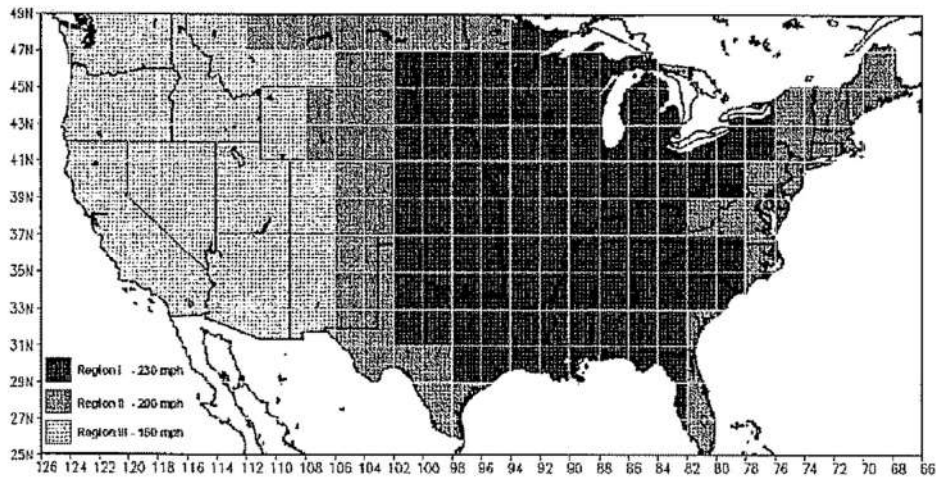 49N
47N
45N
43N
41N
39N
37N
35N
33N
31N
29N
27N
25N
Region I - 230 mph
Region II - 200 mph
Region III - 160 mph
126 124 122 120 118 116 114 112 110 108 106 104 102 100 98 96 94 92 90 88 86 84 82 80 78 76 74 72 70 68 66